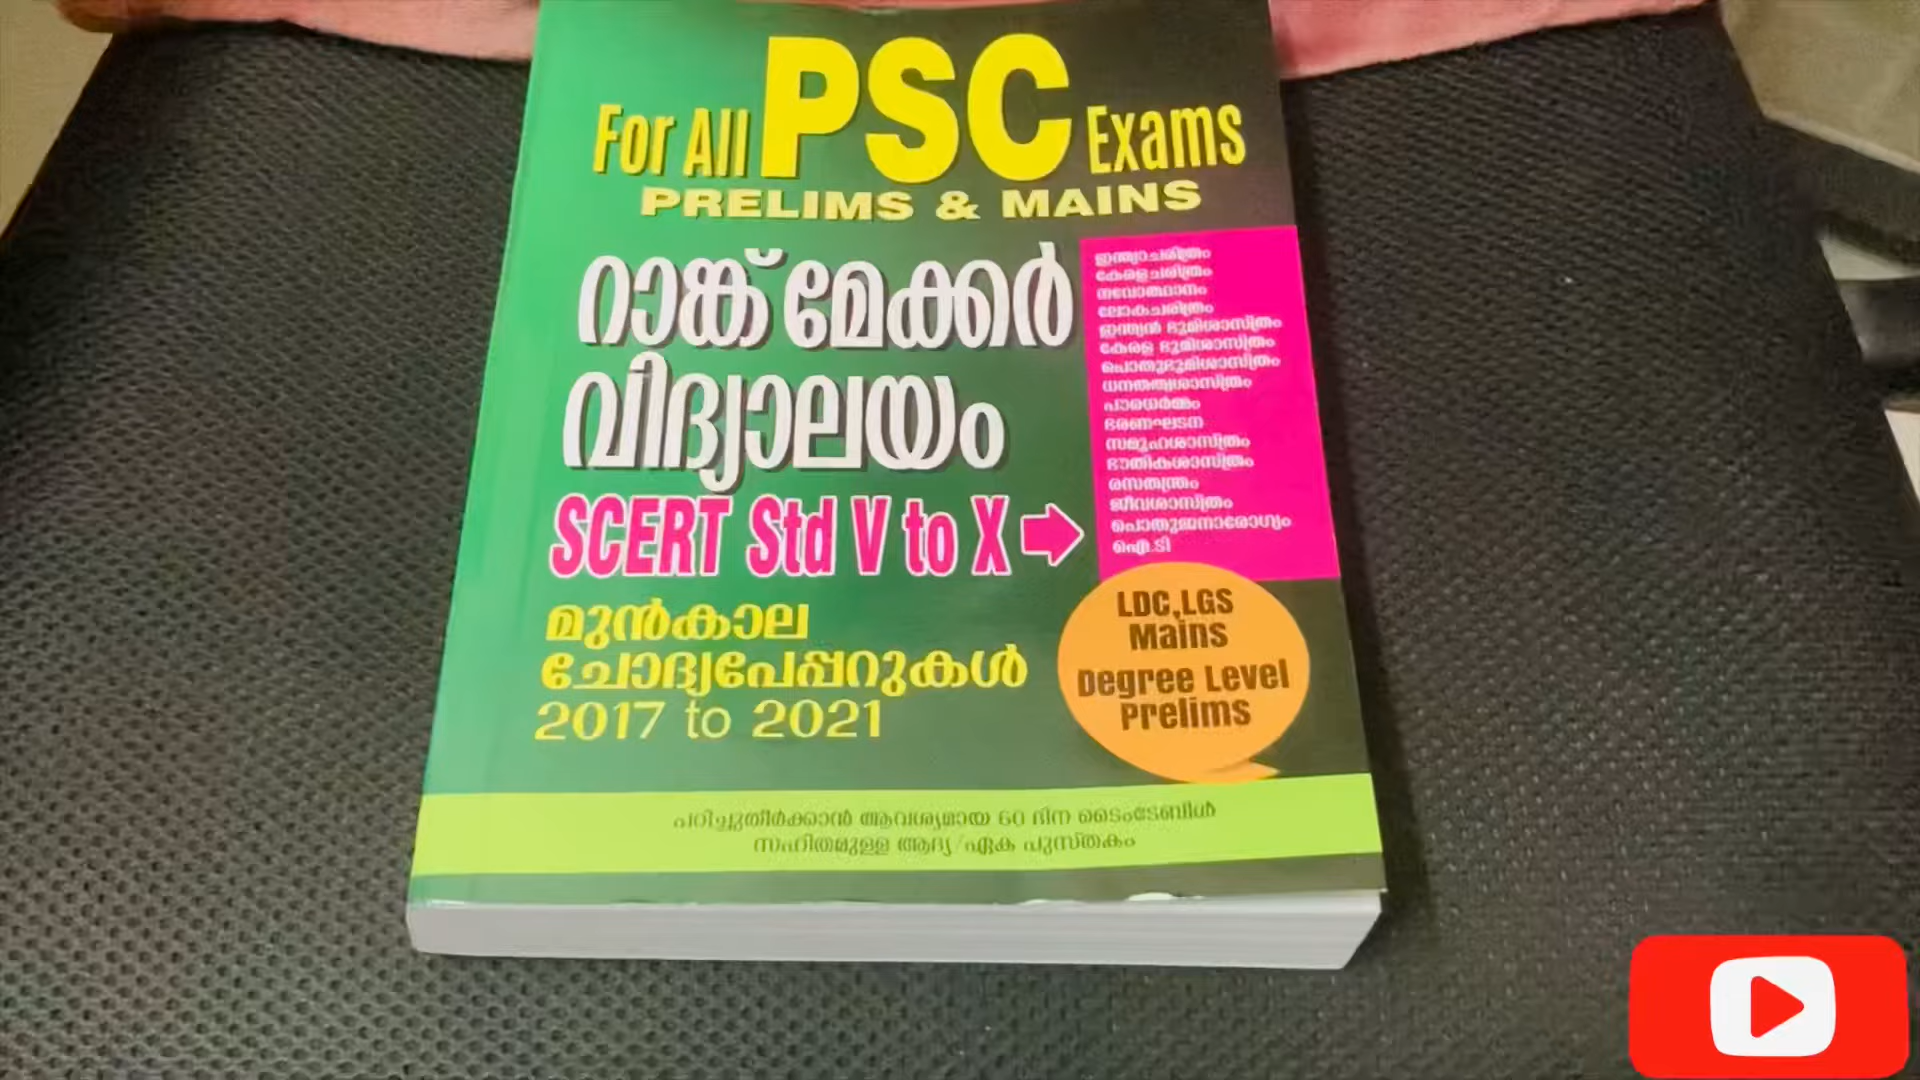 For All PSC Exams
PRELIMS & MAINS
റാങ്ക് മേക്കർ
വിദ്യാലയം
SCERT Std V to X
മുൻകാല
ചോദ്യപേപ്പറുകൾ
2017 to 2021
ഇന്ത്യാചരിത്രം
കേരളചരിത്രം
നവോത്ഥാനം
ലോകചരിത്രം
ഇന്ത്യൻ ഭൂമിശാസ്ത്രം
കേരള ഭൂമിശാസ്ത്രം
പൊതുഭൂമിശാസ്ത്രം
ധനതത്വശാസ്ത്രം
പൗരധർമ്മം
ഭരണഘടന
സമൂഹശാസ്ത്രം
ഭൗതികശാസ്ത്രം
രസതന്ത്രം
ജീവശാസ്ത്രം
പൊതുജനാരോഗ്യം
ഐ.ടി
LDC,LGS
Mains
Degree Level
Prelims
പഠിച്ചുതീർക്കാൻ ആവശ്യമായ 60 ദിന ടൈംടേബിൾ
സഹിതമുള്ള ആദ്യ/ഏക പുസ്തകം